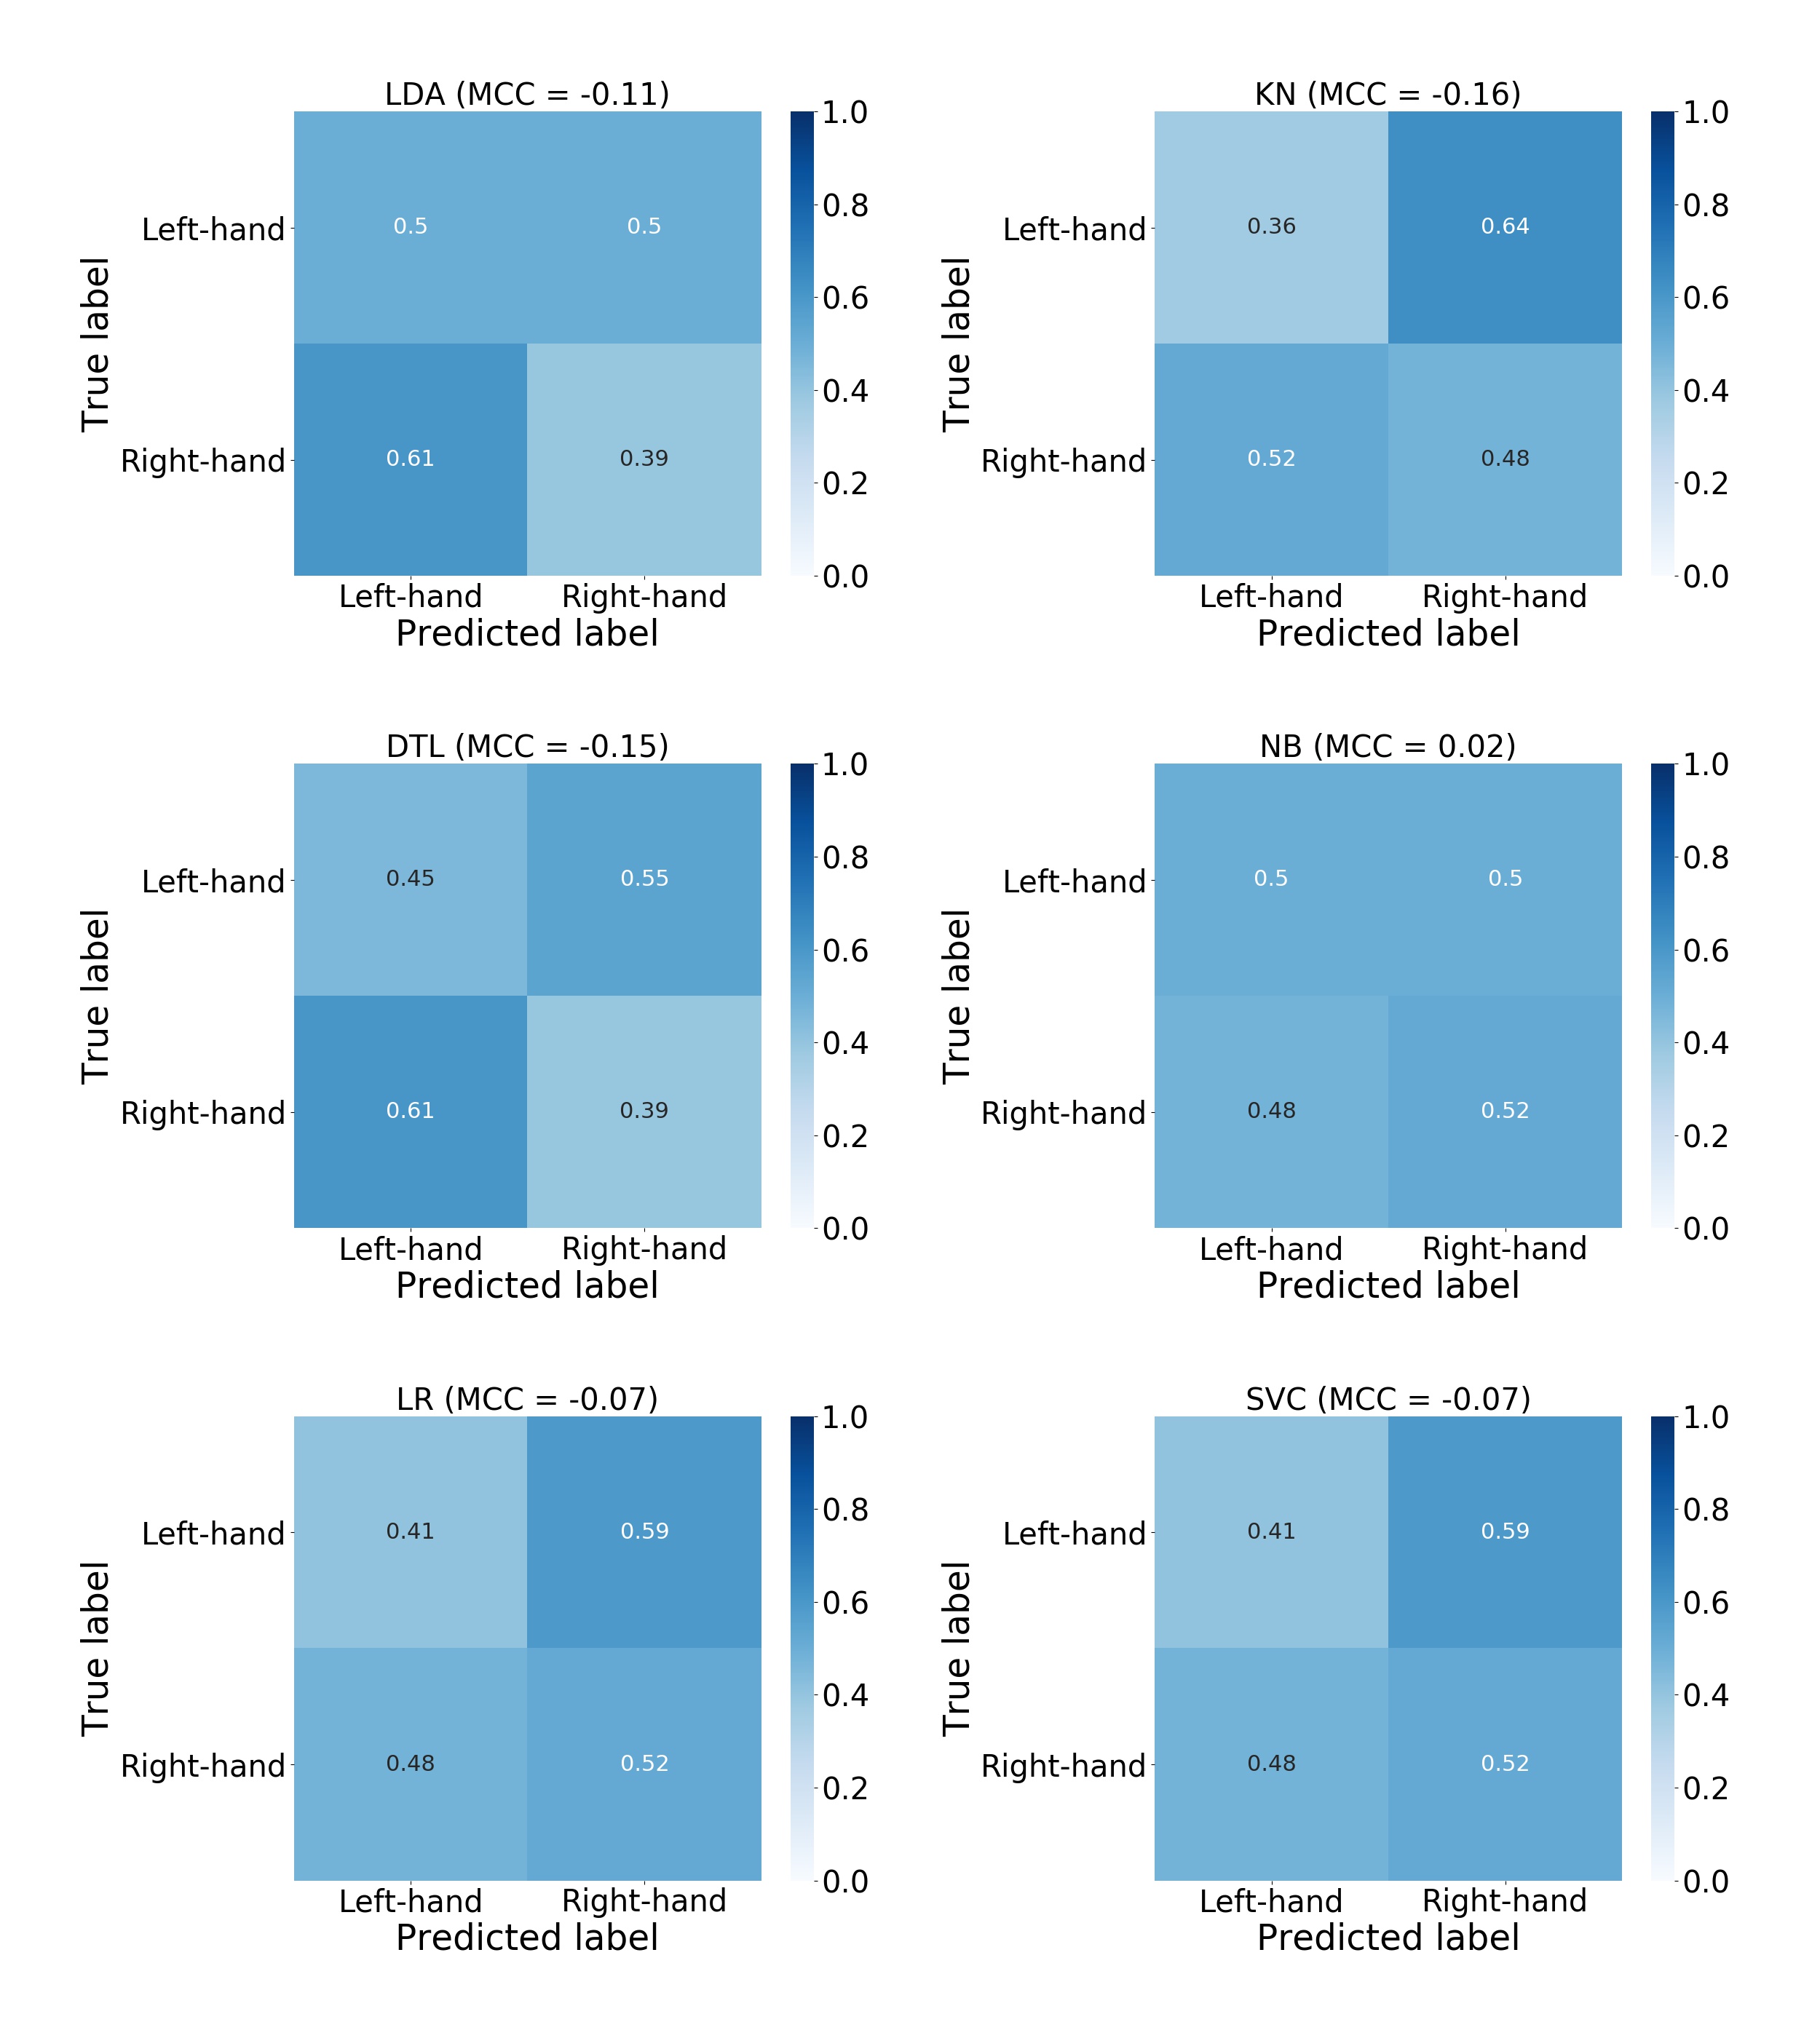 LDA (MCC = -0.11)
True label
Left-hand
0.5 0.5
Right-hand
0.61 0.39
Left-hand Right-hand
Predicted label
1.0
0.8
0.6
0.4
0.2
0.0
KN (MCC = -0.16)
True label
Left-hand
0.36 0.64
Right-hand
0.52 0.48
Left-hand Right-hand
Predicted label
1.0
0.8
0.6
0.4
0.2
0.0
DTL (MCC = -0.15)
True label
Left-hand
0.45 0.55
Right-hand
0.61 0.39
Left-hand Right-hand
Predicted label
1.0
0.8
0.6
0.4
0.2
0.0
NB (MCC = 0.02)
True label
Left-hand
0.5 0.5
Right-hand
0.48 0.52
Left-hand Right-hand
Predicted label
1.0
0.8
0.6
0.4
0.2
0.0
LR (MCC = -0.07)
True label
Left-hand
0.41 0.59
Right-hand
0.48 0.52
Left-hand Right-hand
Predicted label
1.0
0.8
0.6
0.4
0.2
0.0
SVC (MCC = -0.07)
True label
Left-hand
0.41 0.59
Right-hand
0.48 0.52
Left-hand Right-hand
Predicted label
1.0
0.8
0.6
0.4
0.2
0.0